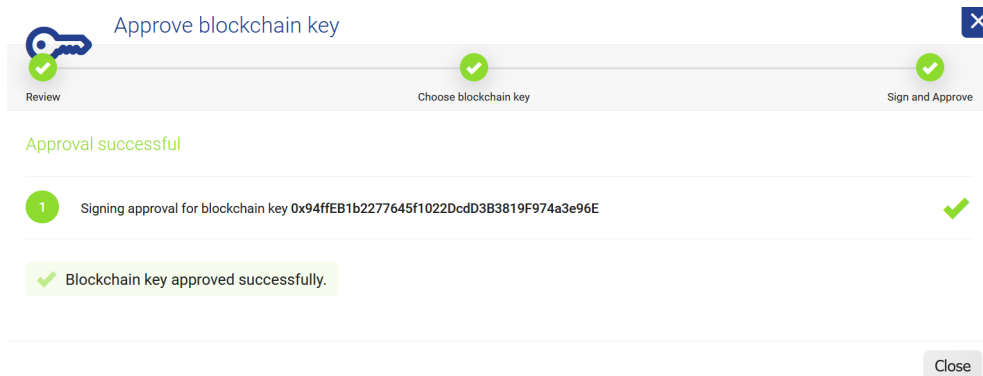 Approve blockchain key
Review
Choose blockchain key
Sign and Approve
Approval successful
1 Signing approval for blockchain key 0x94ffEB1b2277645f1022DcdD3B3819F974a3e96E
Blockchain key approved successfully.
Close